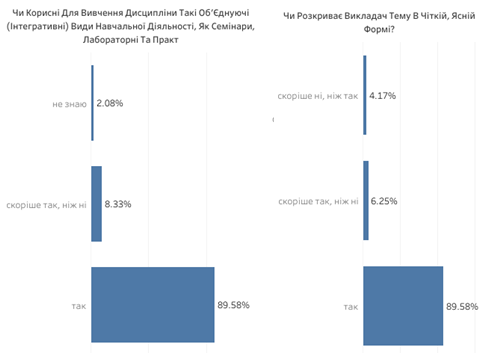 Чи Корисні Для Вивчення Дисципліни Такі Об’Єднуючі
(Інтегративні) Види Навчальної Діяльності, Як Семінари,
Лабораторні Та Практ
не знаю
2.08%
скоріше так, ніж ні
8.33%
так
89.58%
Чи Розкриває Викладач Тему В Чіткій, Ясній
Формі?
скоріше ні, ніж так
4.17%
скоріше так, ніж ні
6.25%
так
89.58%